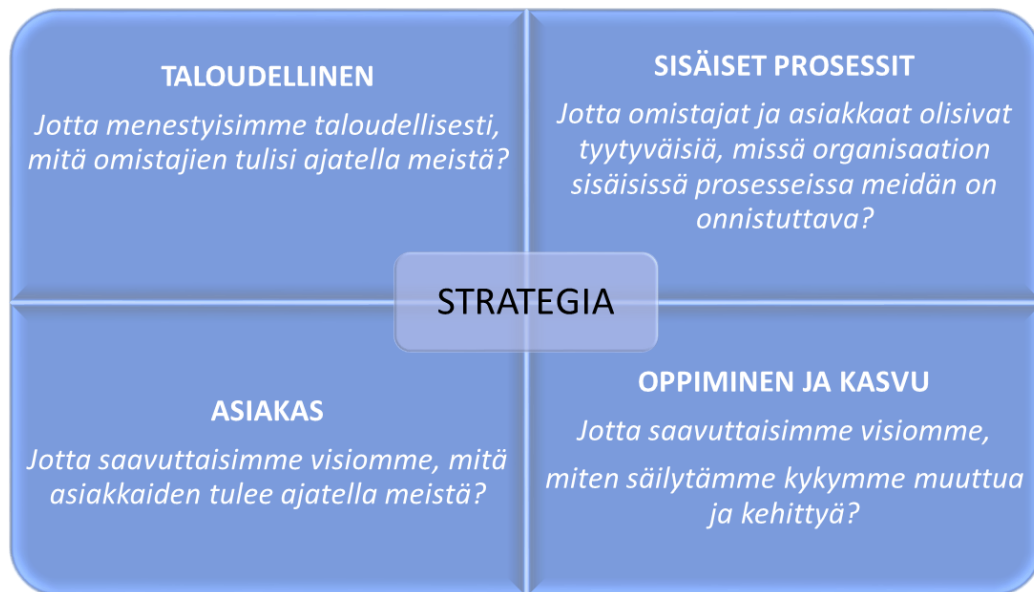 TALOUDELLINEN
Jotta menestyisimme taloudellisesti,
mitä omistajien tulisi ajatella meistä?
SISÄISET PROSESSIT
Jotta omistajat ja asiakkaat olisivat
tyytyväisiä, missä organisaation
sisäisissä prosesseissa meidän on
onnistuttava?
STRATEGIA
ASIAKAS
Jotta saavuttaisimme visiomme, mitä
asiakkaiden tulee ajatella meistä?
OPPIMINEN JA KASVU
Jotta saavuttaisimme visiomme,
miten säilytämme kykymme muuttua
ja kehittyä?